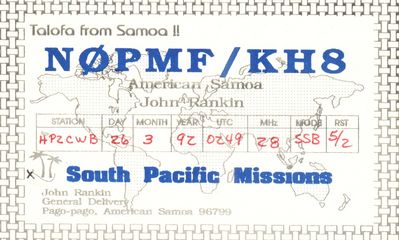 Talofa from Samoa !!
NØPMF/KH8
American Samoa
John Rankin
STATION DAY MONTH YEAR UTC MHz MODE RST
HP2CWB 26 3 92 0249 28 SSB 5/2
x South Pacific Missions
John Rankin
General Delivery
Pago-pago, American Samoa 96799